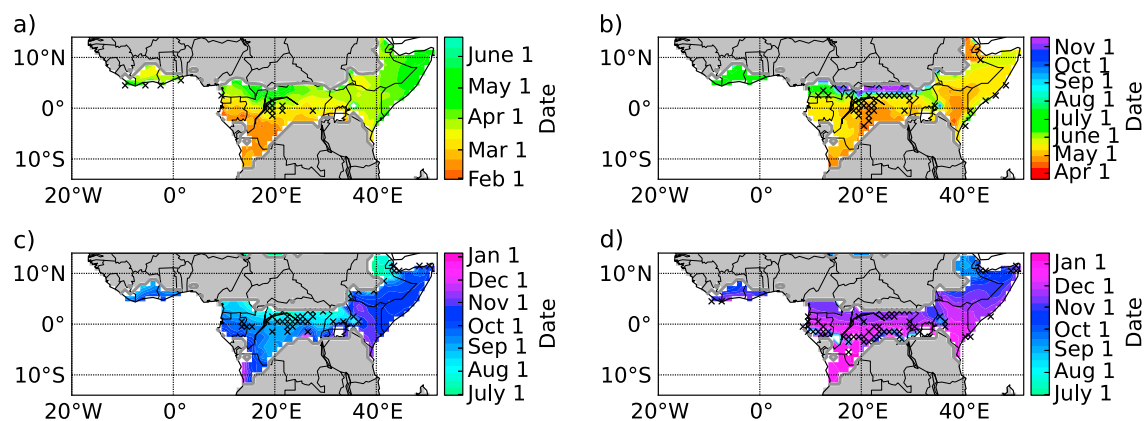 a)
10°N
0°
10°S
20°W
0°
20°E
40°E
June 1
May 1
Apr 1
Mar 1
Feb 1
Date
b)
10°N
0°
10°S
20°W
0°
20°E
40°E
Nov 1
Oct 1
Sep 1
Aug 1
July 1
June 1
May 1
Apr 1
Date
c)
10°N
0°
10°S
20°W
0°
20°E
40°E
Jan 1
Dec 1
Nov 1
Oct 1
Sep 1
Aug 1
July 1
Date
d)
10°N
0°
10°S
20°W
0°
20°E
40°E
Jan 1
Dec 1
Nov 1
Oct 1
Sep 1
Aug 1
July 1
Date